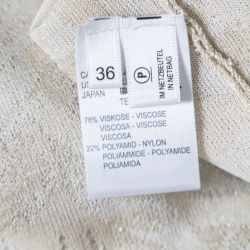 CA 36
JAPAN
P
IM NETZBEUTEL
IN NETBAG
TE
78% VISKOSE - VISCOSE
VISCOSA - VISCOSE
VISCOSA
22% POLYAMID - NYLON
POLIAMMIDE - POLYAMIDE
POLIAMIDA